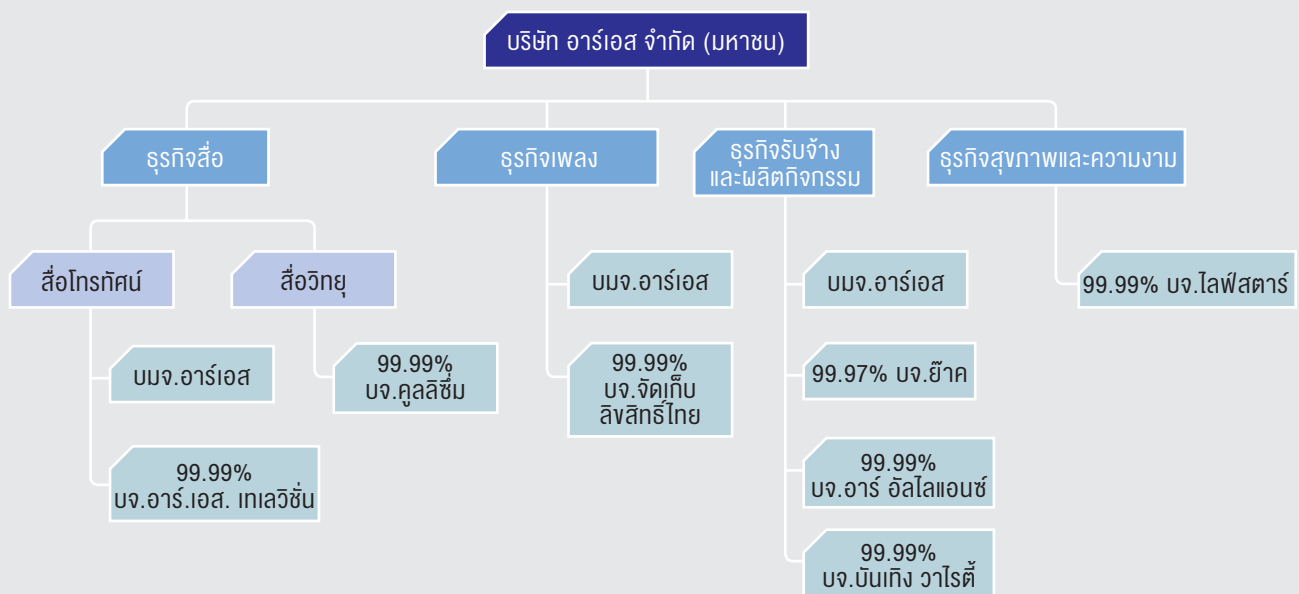 บริษัท อาร์เอส จำกัด (มหาชน)
ธุรกิจสื่อ
ธุรกิจเพลง
ธุรกิจรับจ้าง
และผลิตกิจกรรม
ธุรกิจสุขภาพและความงาม
สื่อโทรทัศน์
สื่อวิทยุ
บมจ.อาร์เอส
บมจ.อาร์เอส
99.99% บจ.ไลฟ์สตาร์
บมจ.อาร์เอส
99.99%
บจ.คูลลิซึ่ม
99.99%
บจ.จัดเก็บ
ลิขสิทธิ์ไทย
99.97% บจ.ย๊าค
99.99%
บจ.อาร์.เอส. เทเลวิชั่น
99.99%
บจ.อาร์ อัลไลแอนซ์
99.99%
บจ.บันเทิง วาไรตี้